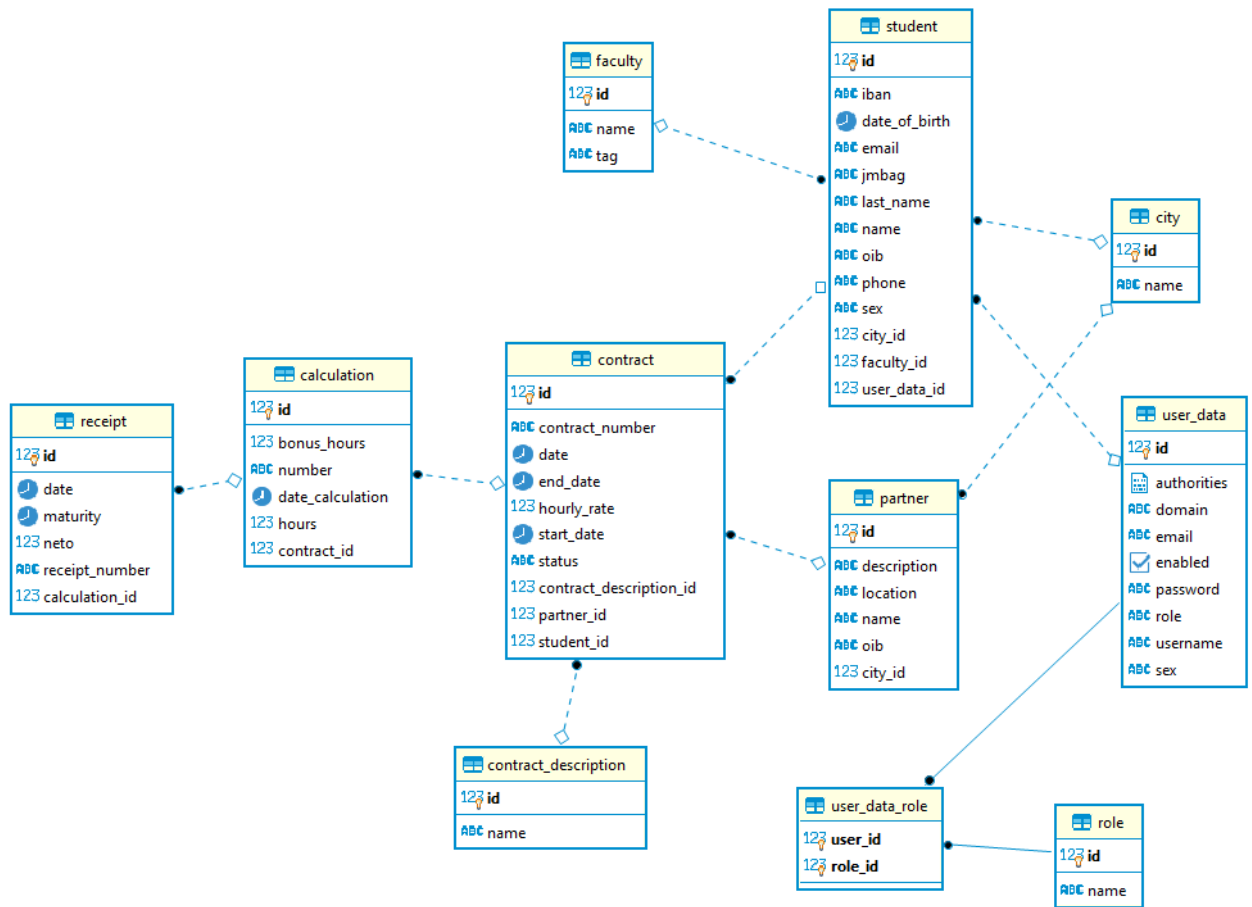 student
id
iban
date_of_birth
email
jmbag
last_name
name
oib
phone
sex
city_id
faculty_id
user_data_id
faculty
id
name
tag
city
id
name
receipt
id
date
maturity
neto
receipt_number
calculation_id
calculation
id
bonus_hours
number
date_calculation
hours
contract_id
contract
id
contract_number
date
end_date
hourly_rate
start_date
status
contract_description_id
partner_id
student_id
partner
id
description
location
name
oib
city_id
user_data
id
authorities
domain
email
enabled
password
role
username
sex
contract_description
id
name
user_data_role
user_id
role_id
role
id
name